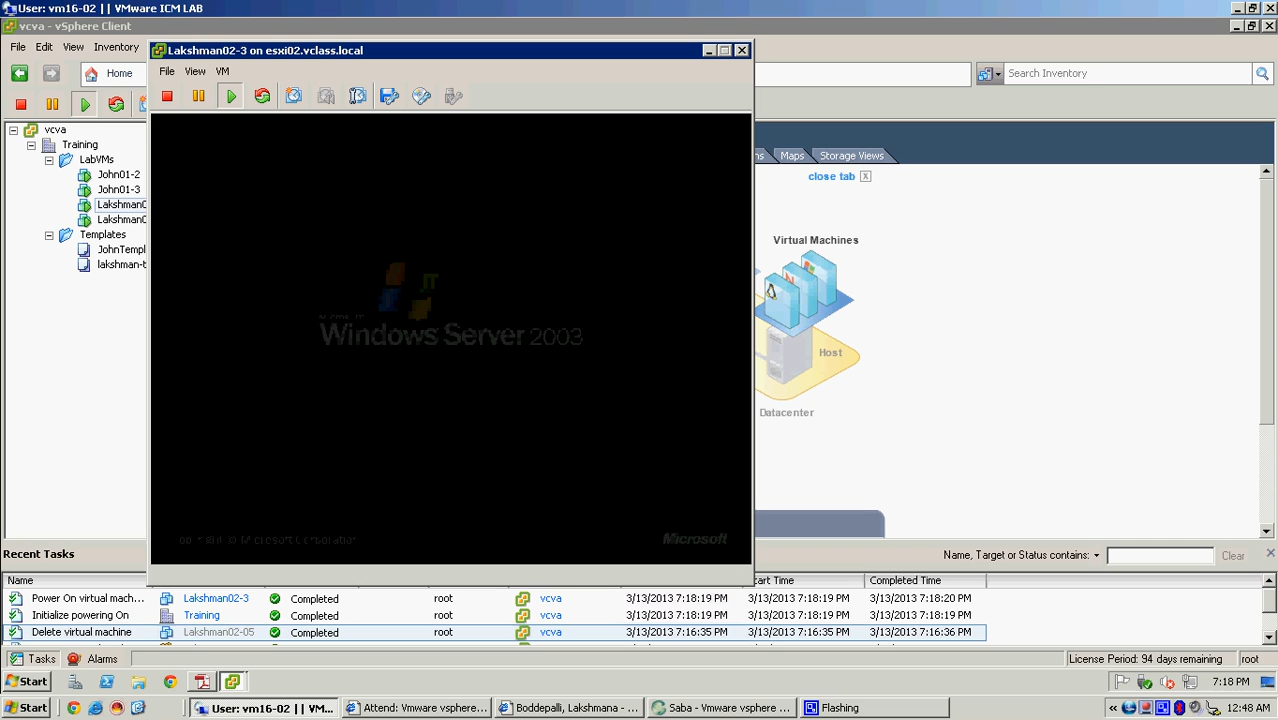 User: vm16-02 || VMware ICM LAB
vcva - vSphere Client
File Edit View Inventory
Lakshman02-3 on esxi02.vclass.local
File View VM
Home
Search Inventory
vcva
Training
LabVMs
John01-2
John01-3
Lakshman0
Lakshman0
Templates
JohnTempl
lakshman-t
ns Maps Storage Views
close tab X
Virtual Machines
Host
Datacenter
Windows Server 2003
Microsoft Corporation
Microsoft
Recent Tasks
Name, Target or Status contains: Clear
Name tart Time Completed Time
Power On virtual mach... Lakshman02-3 Completed root vcva 3/13/2013 7:18:19 PM 3/13/2013 7:18:19 PM 3/13/2013 7:18:20 PM
Initialize powering On Training Completed root vcva 3/13/2013 7:18:19 PM 3/13/2013 7:18:19 PM 3/13/2013 7:18:19 PM
Delete virtual machine Lakshman02-05 Completed root vcva 3/13/2013 7:16:35 PM 3/13/2013 7:16:35 PM 3/13/2013 7:16:36 PM
Tasks Alarms License Period: 94 days remaining root
Start 7:18 PM
Start User: vm16-02 || VM... Attend: Vmware vsphere... Boddepalli, Lakshmana - ... Saba - Vmware vsphere ... Flashing 12:48 AM